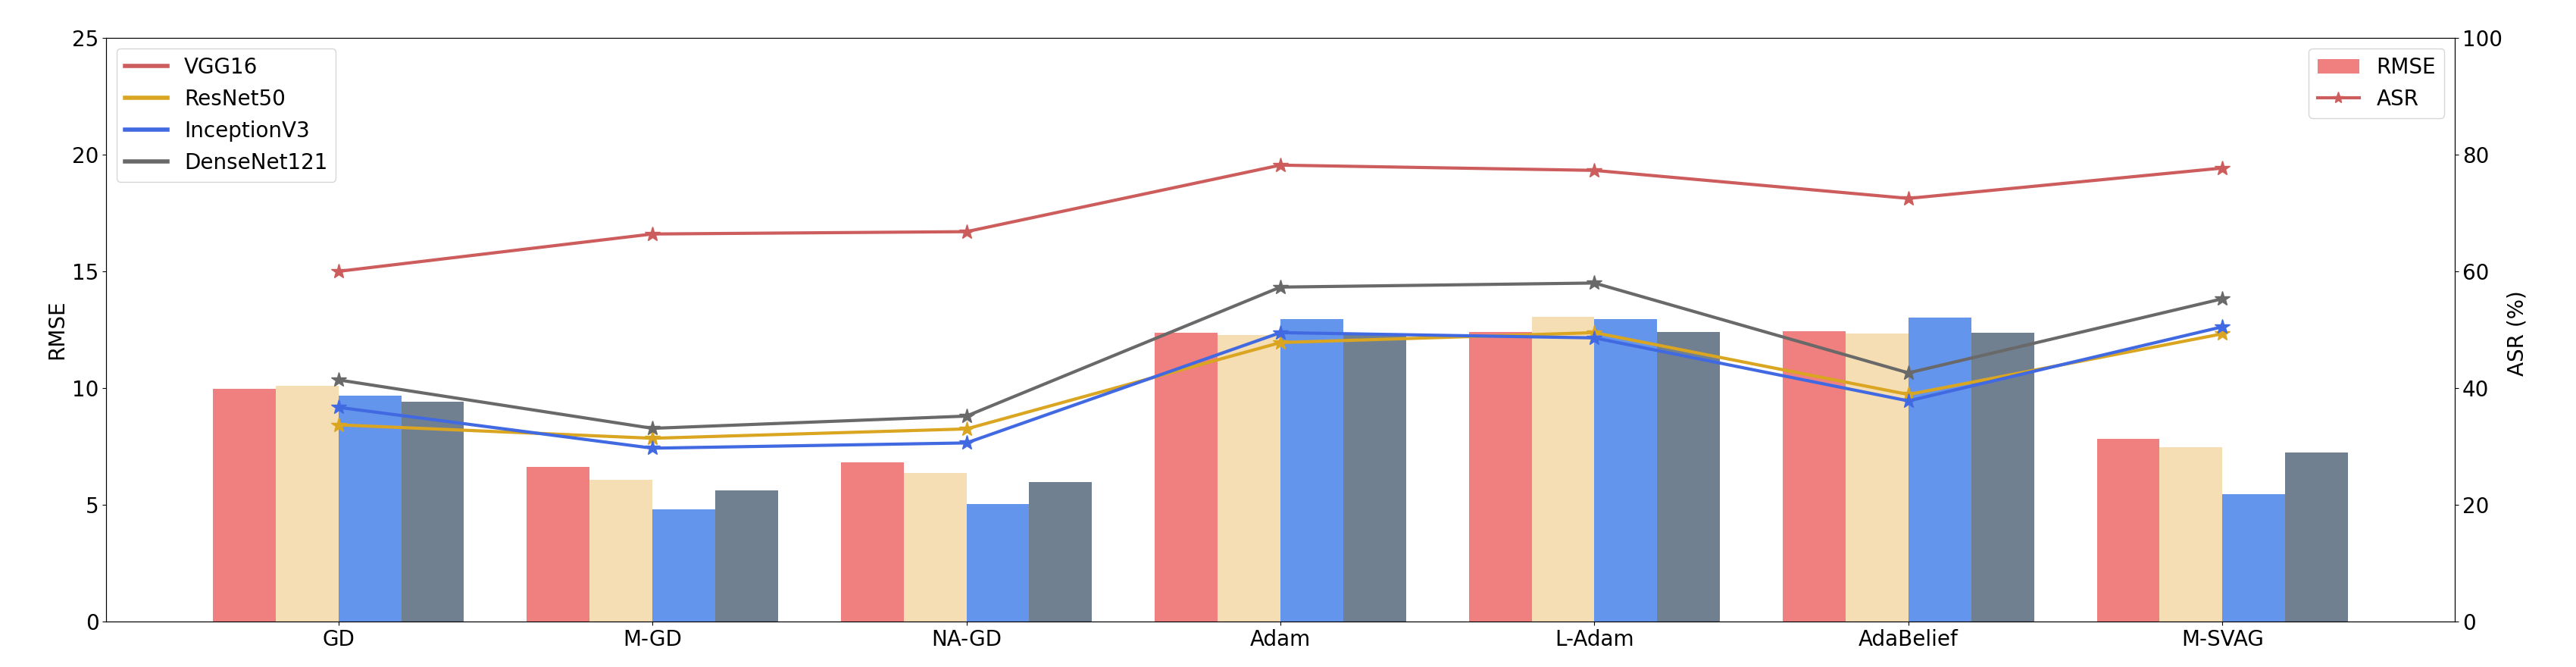 VGG16
ResNet50
InceptionV3
DenseNet121
RMSE
ASR
25
20
15
10
5
0
RMSE
100
80
60
40
20
0
ASR (%)
GD
M-GD
NA-GD
Adam
L-Adam
AdaBelief
M-SVAG